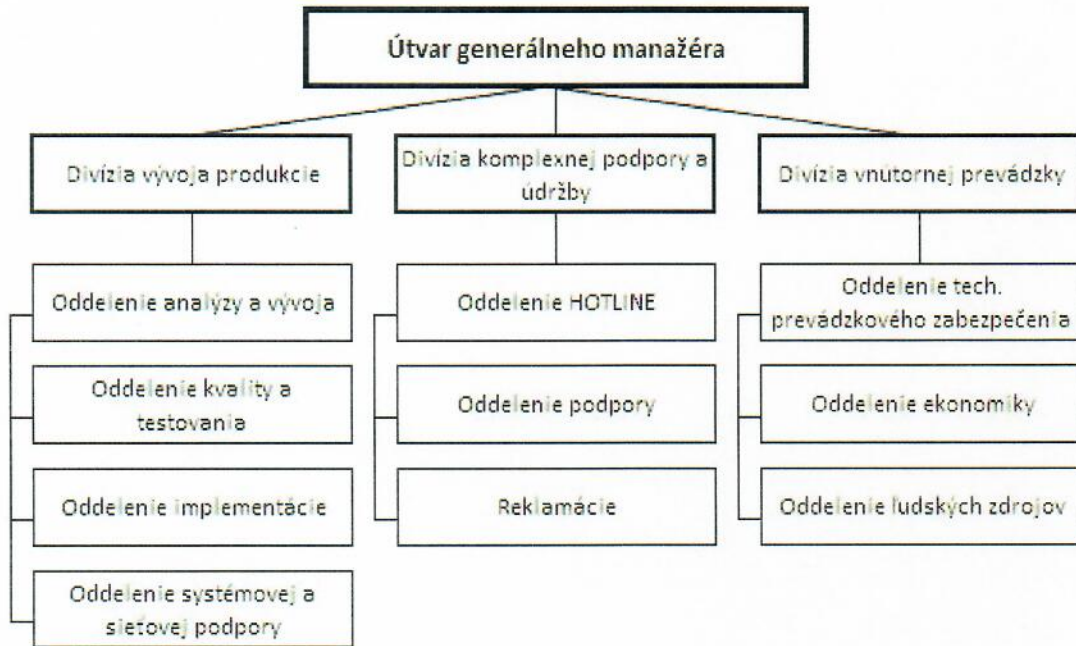 Útvar generálneho manažéra
Divízia vývoja produkcie
Divízia komplexnej podpory a
údržby
Divízia vnútornej prevádzky
Oddelenie analýzy a vývoja
Oddelenie kvality a
testovania
Oddelenie implementácie
Oddelenie systémovej a
sieťovej podpory
Oddelenie HOTLINE
Oddelenie podpory
Reklamácie
Oddelenie tech.
prevádzkového zabezpečenia
Oddelenie ekonomiky
Oddelenie ľudských zdrojov